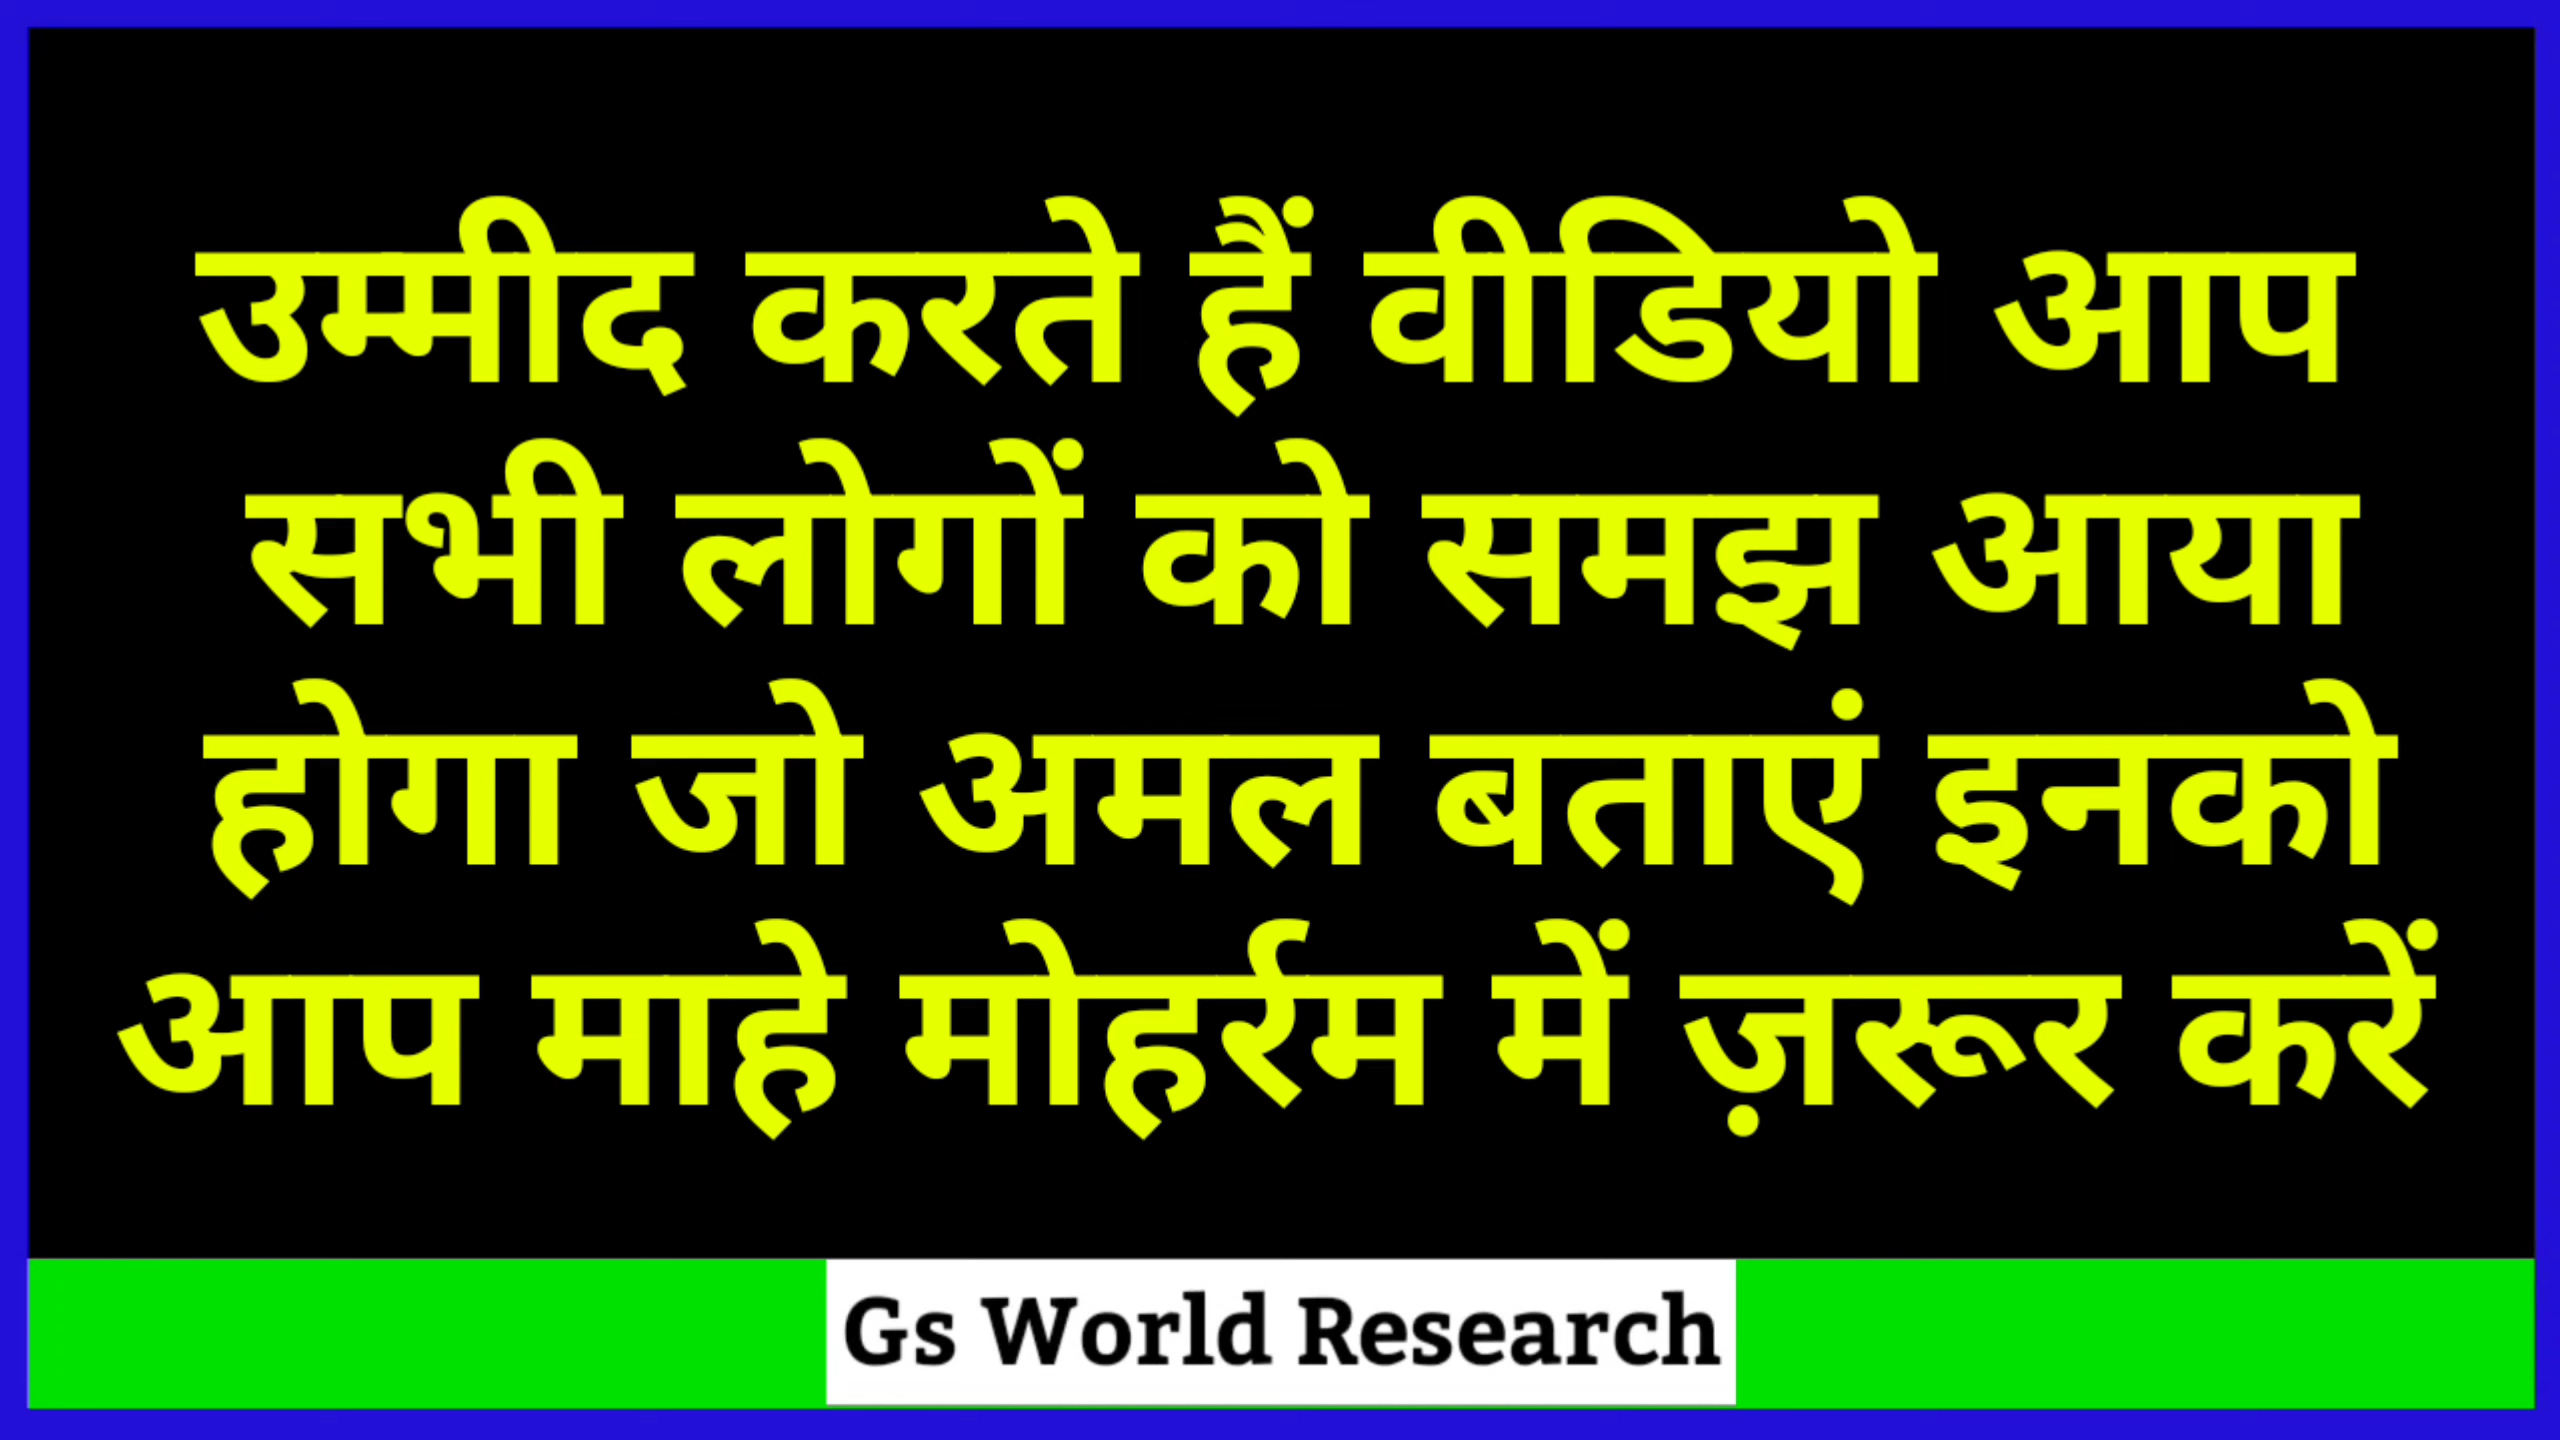 उम्मीद करते हैं वीडियो आप
सभी लोगों को समझ आया
होगा जो अमल बताएं इनको
आप माहे मोहर्रम में ज़रूर करें
Gs World Research